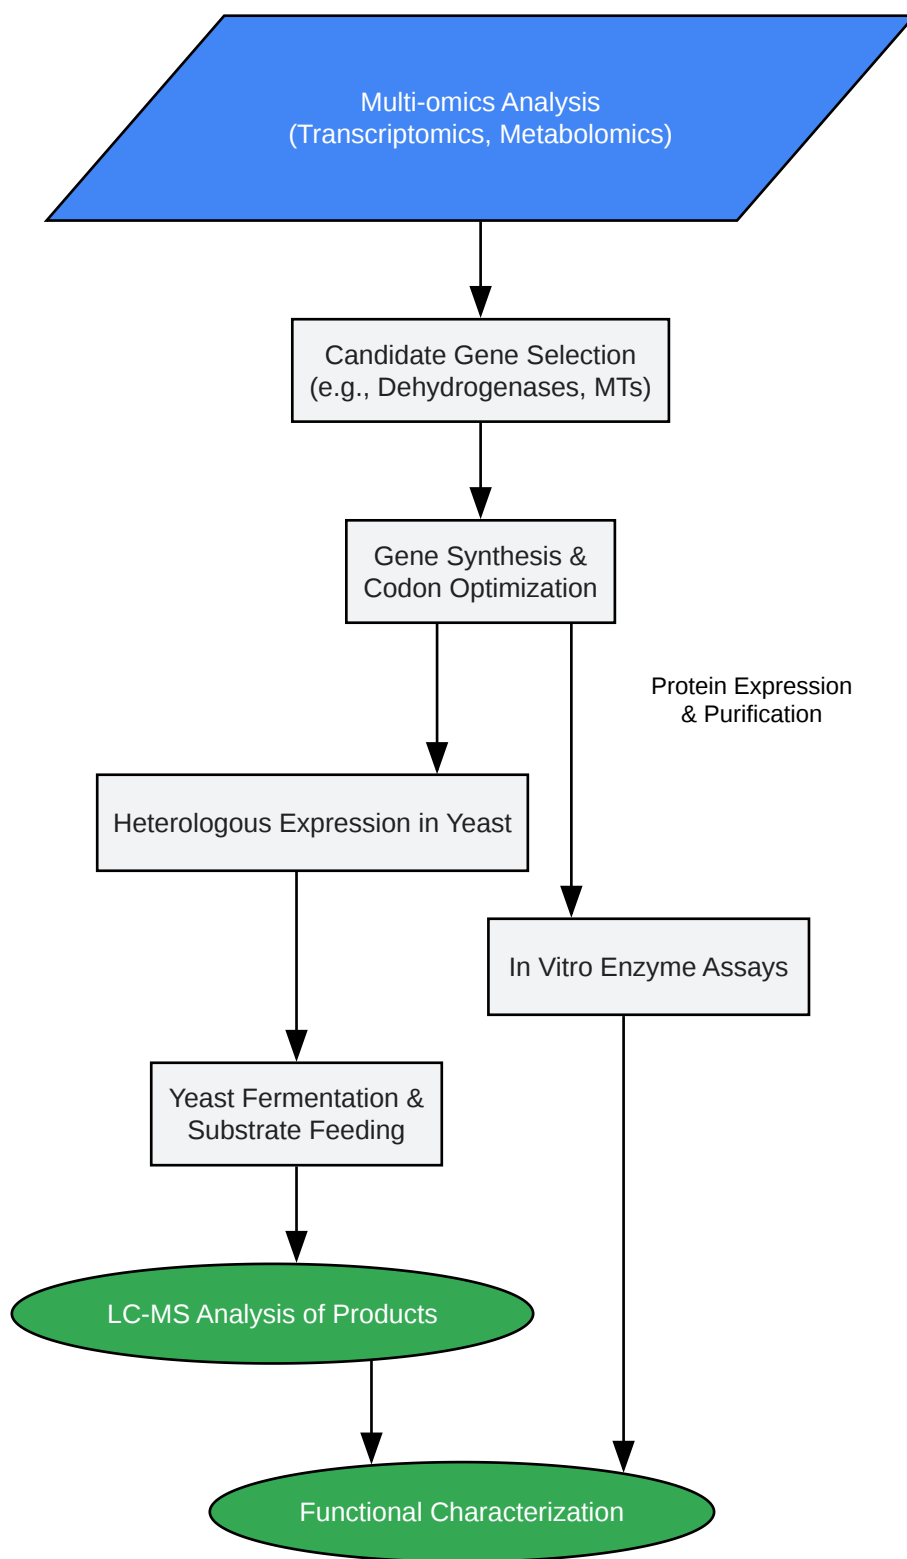 Multi-omics Analysis
(Transcriptomics, Metabolomics)
Candidate Gene Selection
(e.g., Dehydrogenases, MTs)
Gene Synthesis &
Codon Optimization
Protein Expression
& Purification
Heterologous Expression in Yeast
In Vitro Enzyme Assays
Yeast Fermentation &
Substrate Feeding
LC-MS Analysis of Products
Functional Characterization